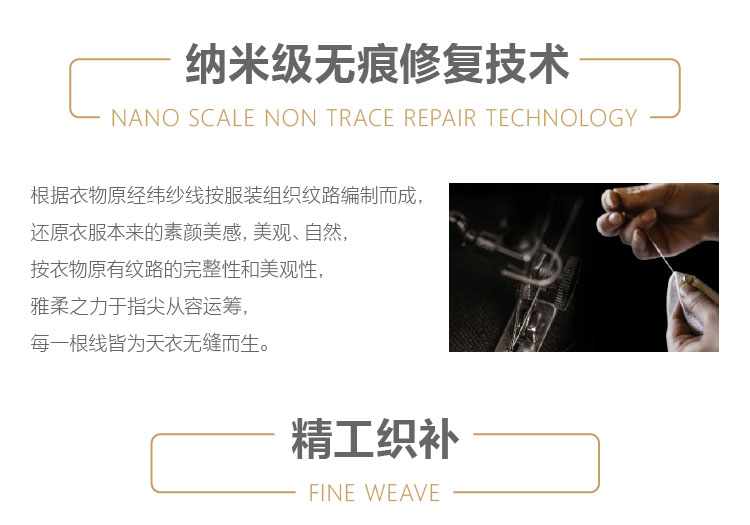 纳米级无痕修复技术
NANO SCALE NON TRACE REPAIR TECHNOLOGY
根据衣物原经纬纱线按服装组织纹路编制而成，
还原衣服本来的素颜美感，美观、自然，
按衣物原有纹路的完整性和美观性，
雅柔之力于指尖从容运筹，
每一根线皆为天衣无缝而生。
精工织补
FINE WEAVE